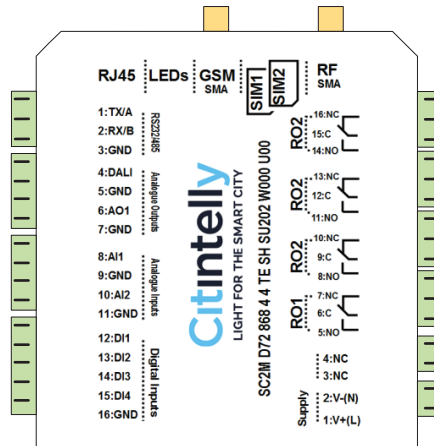 RJ45 LEDs GSM SMA SIM1 SIM2 RF SMA
1:TX/A
2:RX/B
3:GND
RS232/485
4:DALI
5:GND
6:AO1
7:GND
Analogue Outputs
8:AI1
9:GND
10:AI2
11:GND
Analogue Inputs
12:DI1
13:DI2
14:DI3
15:DI4
16:GND
Digital Inputs
Citintelly
LIGHT FOR THE SMART CITY
SC2M D72 868 4 4 TE SH SU202 W000 U00
RO2
16:NC
15:C
14:NO
RO2
13:NC
12:C
11:NO
RO2
10:NC
9:C
8:NO
RO1
7:NC
6:C
5:NO
4:NC
3:NC
Supply
2:V-(N)
1:V+(L)